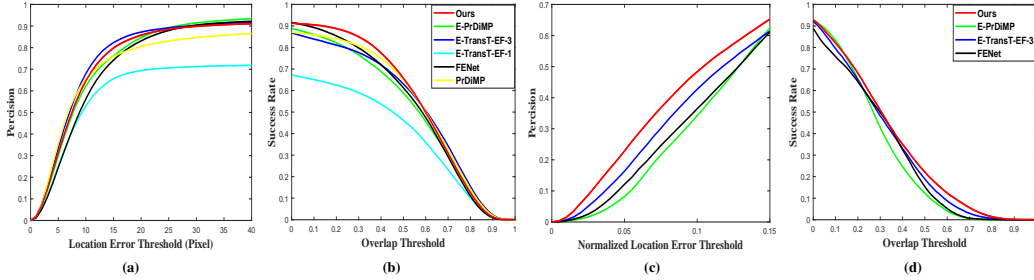 Percision
1
0.9
0.8
0.7
0.6
0.5
0.4
0.3
0.2
0.1
0
0 5 10 15 20 25 30 35 40
Location Error Threshold (Pixel)
(a)
Success Rate
1
0.9
0.8
0.7
0.6
0.5
0.4
0.3
0.2
0.1
0
Ours
E-PrDiMP
E-TransT-EF-3
E-TransT-EF-1
FENet
PrDiMP
0 0.1 0.2 0.3 0.4 0.5 0.6 0.7 0.8 0.9 1
Overlap Threshold
(b)
Percision
0.7
0.6
0.5
0.4
0.3
0.2
0.1
0
0 0.05 0.1 0.15
Normalized Location Error Threshold
(c)
Success Rate
1
0.9
0.8
0.7
0.6
0.5
0.4
0.3
0.2
0.1
0
Ours
E-PrDiMP
E-TransT-EF-3
FENet
0 0.1 0.2 0.3 0.4 0.5 0.6 0.7 0.8 0.9
Overlap Threshold
(d)